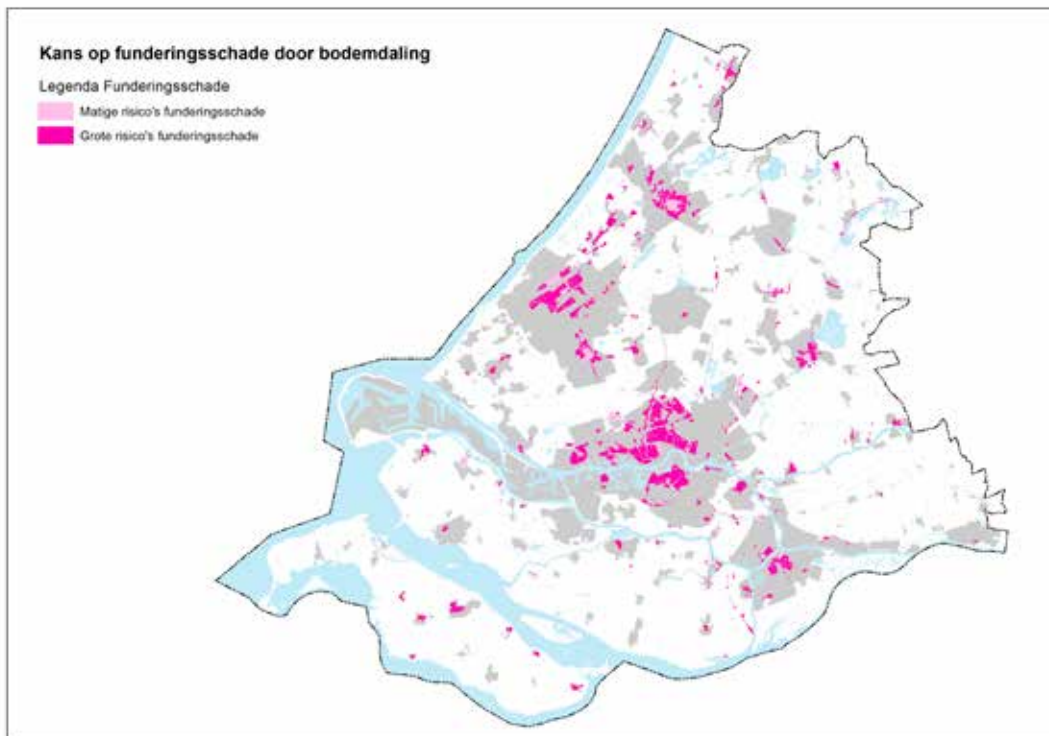 Kans op funderingsschade door bodemdaling
Legenda Funderingsschade
Matige risico's funderingsschade
Grote risico's funderingsschade